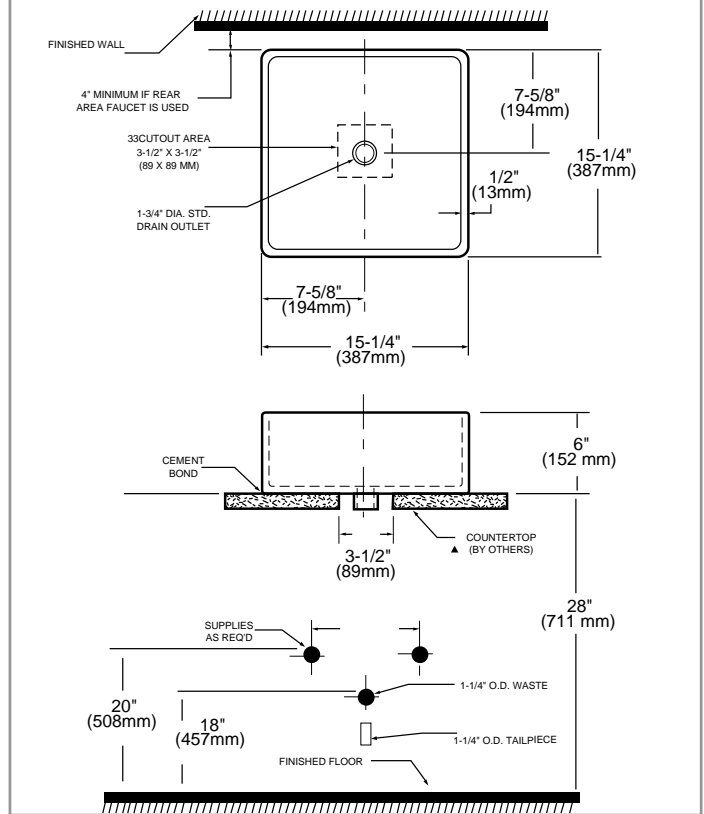 FINISHED WALL
4" MINIMUM IF REAR
AREA FAUCET IS USED
7-5/8"
(194mm)
33CUTOUT AREA
3-1/2" X 3-1/2"
(89 X 89 MM)
15-1/4"
(387mm)
1/2"
(13mm)
1-3/4" DIA. STD.
DRAIN OUTLET
7-5/8"
(194mm)
15-1/4"
(387mm)
6"
(152 mm)
CEMENT
BOND
COUNTERTOP
▲ (BY OTHERS)
3-1/2"
(89mm)
28"
(711 mm)
SUPPLIES
AS REQ'D
1-1/4" O.D. WASTE
20"
(508mm)
18"
(457mm)
1-1/4" O.D. TAILPIECE
FINISHED FLOOR